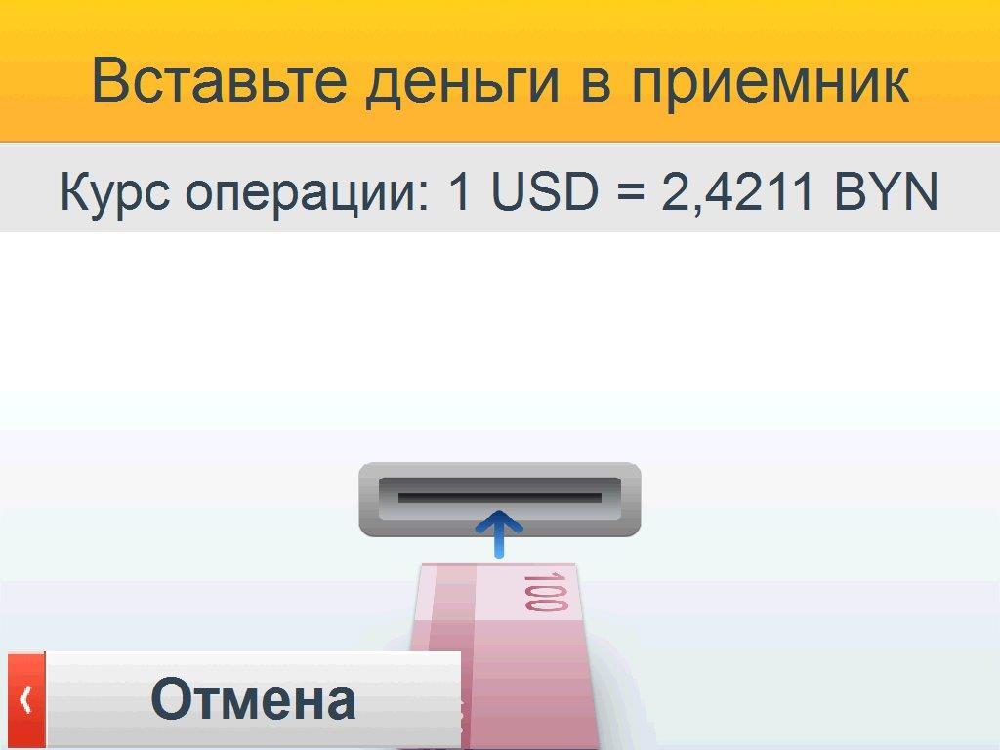 Вставьте деньги в приемник
Курс операции: 1 USD = 2,4211 BYN
100
Отмена